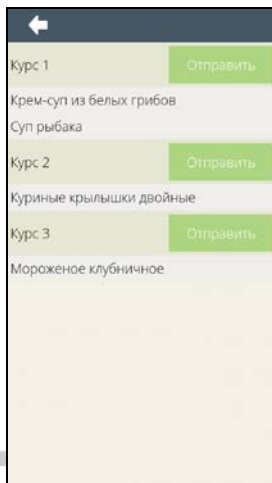 Курс 1 Отправить
Крем-суп из белых грибов
Суп рыбака
Курс 2 Отправить
Куриные крылышки двойные
Курс 3 Отправить
Мороженое клубничное